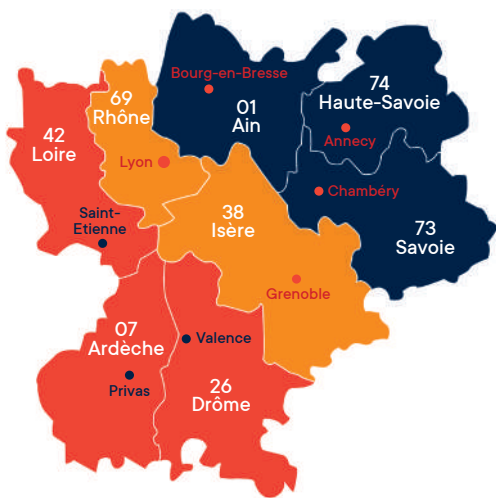 Bourg-en-Bresse
74
Haute-Savoie
69
Rhône
01
Ain
42
Loire
Annecy
Lyon
Chambéry
38
Isère
Saint-
Etienne
73
Savoie
Grenoble
07
Ardèche
Valence
26
Drôme
Privas